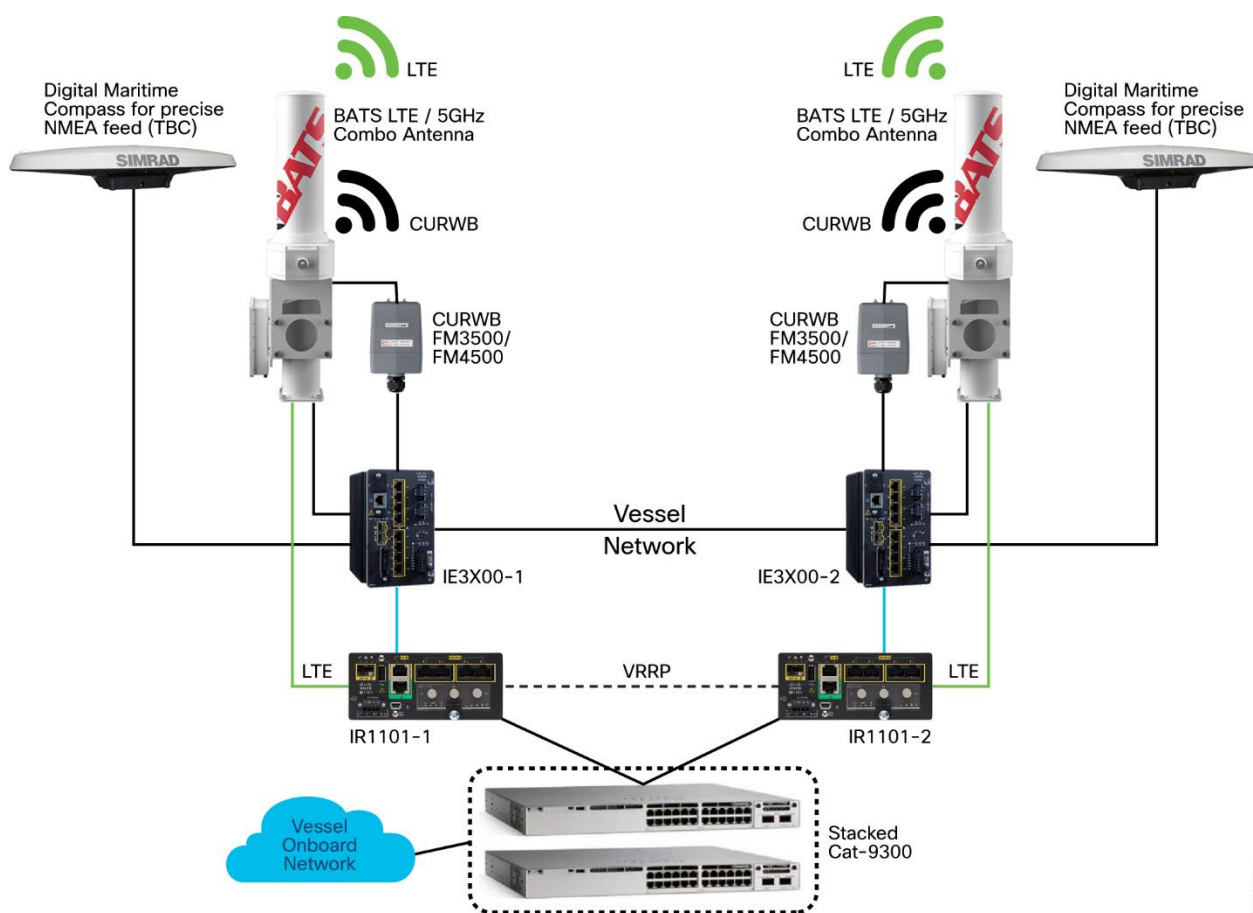 LTE
LTE
Digital Maritime
Compass for precise
NMEA feed (TBC)
BATS LTE / 5GHz
Combo Antenna
BATS LTE / 5GHz
Combo Antenna
Digital Maritime
Compass for precise
NMEA feed (TBC)
SIMRAD
BATS
BATS
SIMRAD
CURWB
CURWB
CURWB
FM3500/
FM4500
CURWB
FM3500/
FM4500
Vessel
Network
IE3X00-1
IE3X00-2
LTE
VRRP
LTE
IR1101-1
IR1101-2
Vessel
Onboard
Network
Stacked
Cat-9300